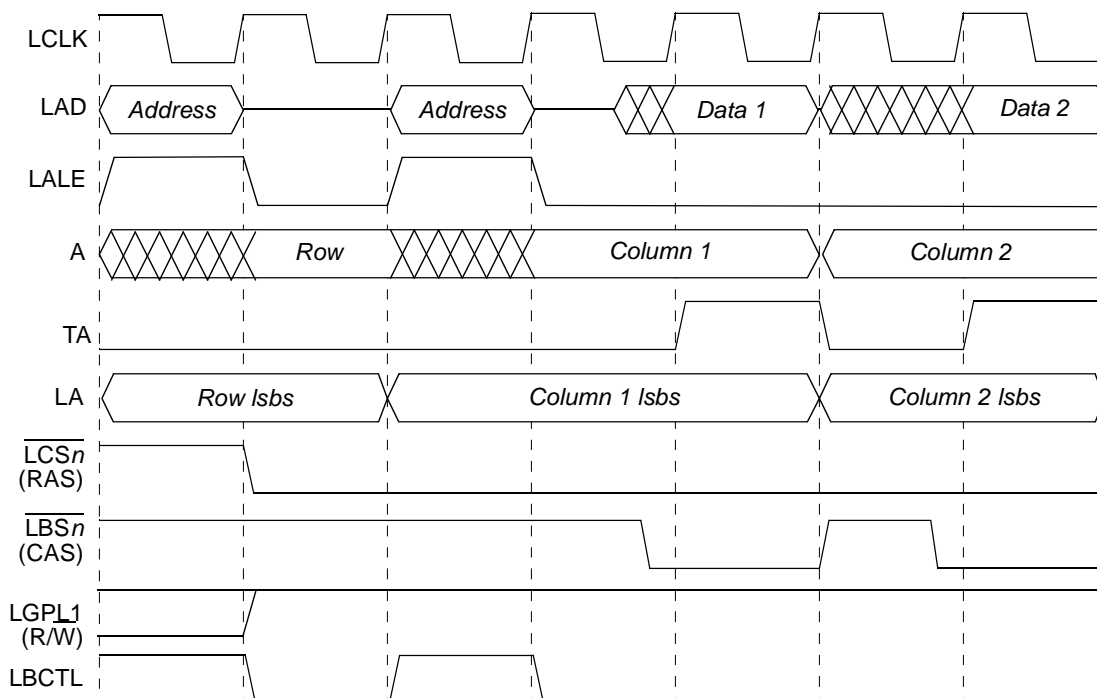 LCLK
LAD Address Address Data 1 Data 2
LALE
A Row Column 1 Column 2
TA
LA Row lsbs Column 1 lsbs Column 2 lsbs
LCSn
(RAS)
LBSn
(CAS)
LGPL1
(R/W)
LBCTL